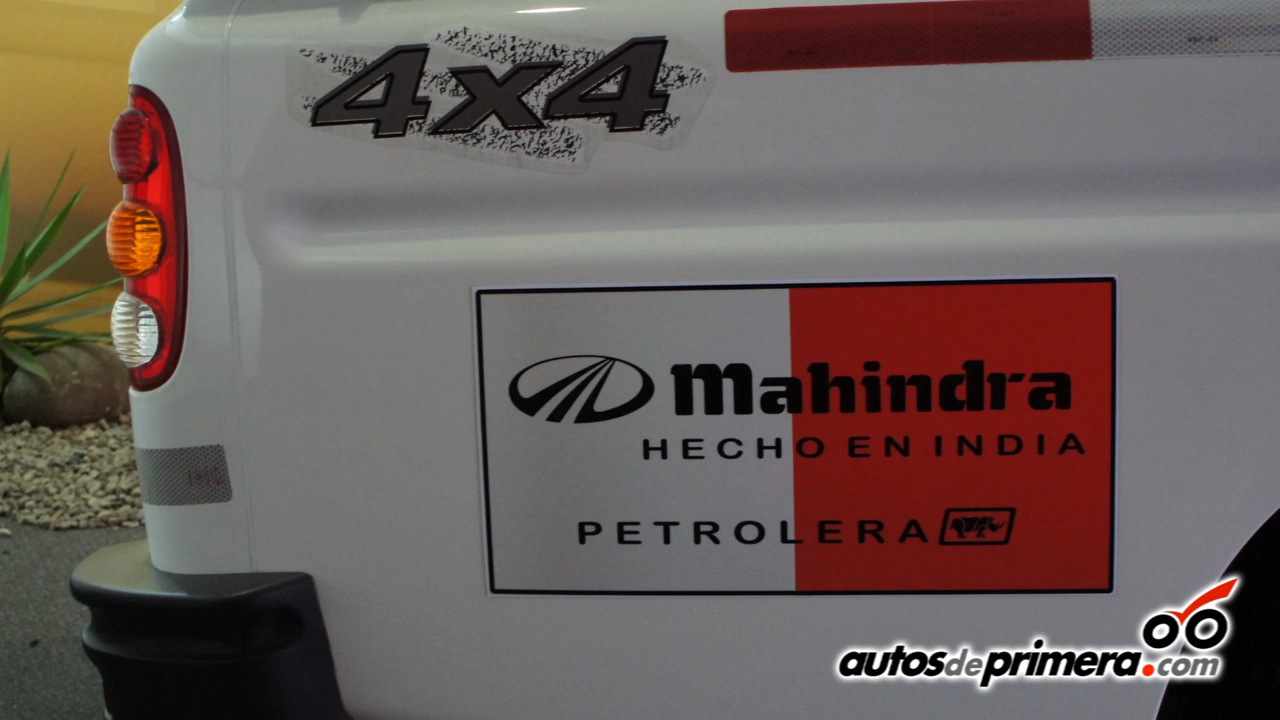 4x4
Mahindra
HECHO EN INDIA
PETROLERA
autosdeprimera.com